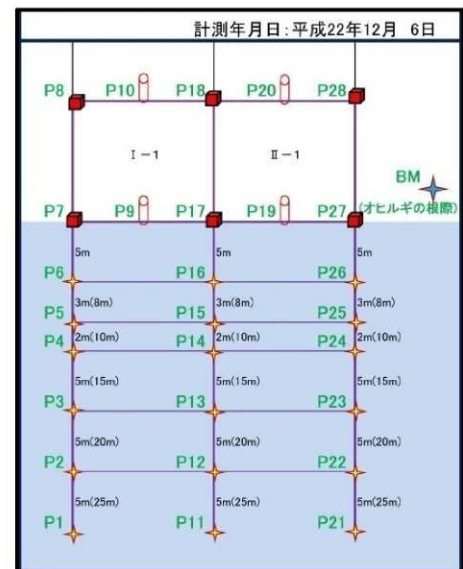 計測年月日:平成22年12月 6日
P8 P10 P18 P20 P28
Ⅰ-1 Ⅱ-1
BM
(オヒルギの根際)
P7 P9 P17 P19 P27
5m 5m 5m
P6 P16 P26
3m(8m) 3m(8m) 3m(8m)
P5 P15 P25
2m(10m) 2m(10m) 2m(10m)
P4 P14 P24
5m(15m) 5m(15m) 5m(15m)
P3 P13 P23
5m(20m) 5m(20m) 5m(20m)
P2 P12 P22
5m(25m) 5m(25m) 5m(25m)
P1 P11 P21